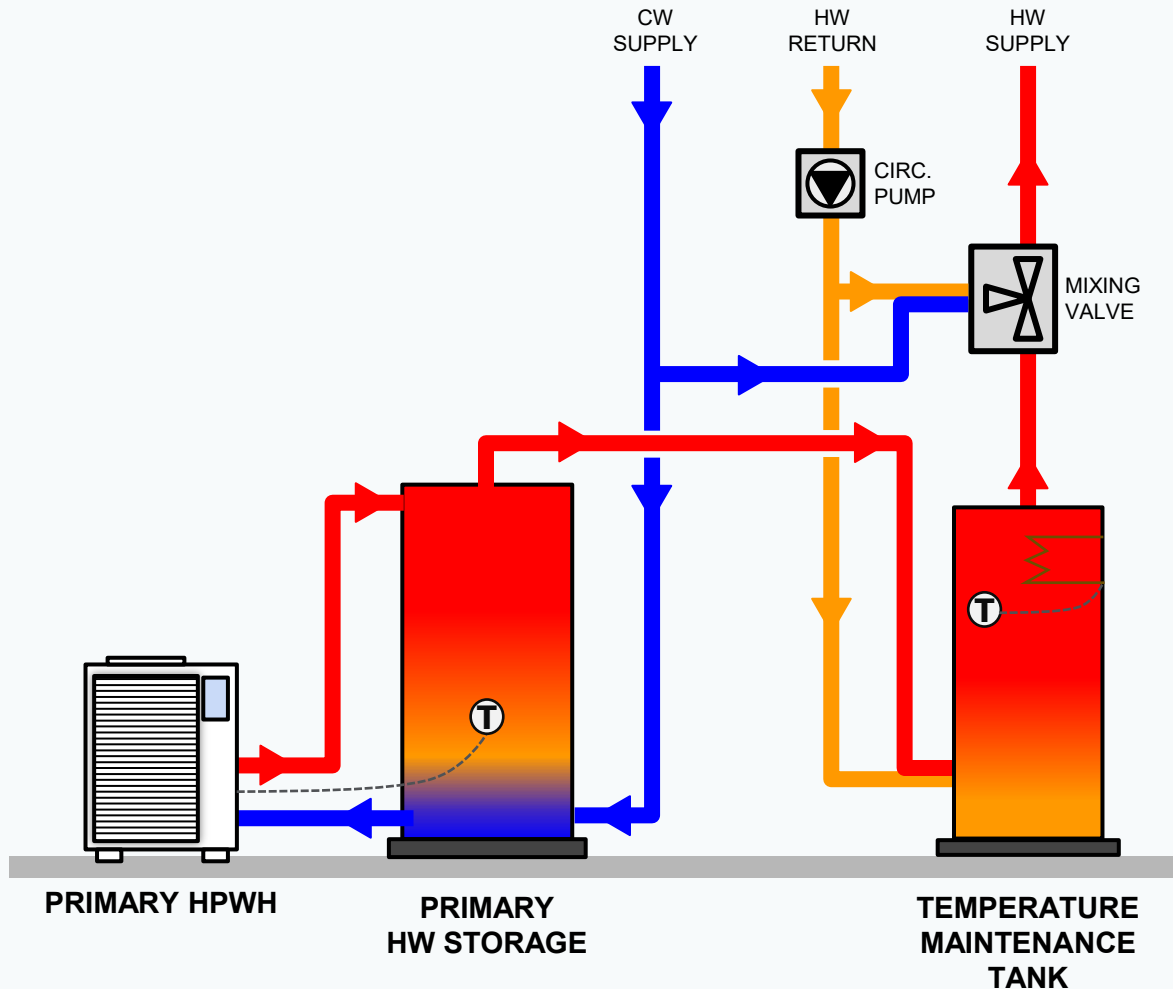 CW
SUPPLY
HW
RETURN
HW
SUPPLY
CIRC.
PUMP
MIXING
VALVE
T
T
PRIMARY HPWH
PRIMARY
HW STORAGE
TEMPERATURE
MAINTENANCE
TANK